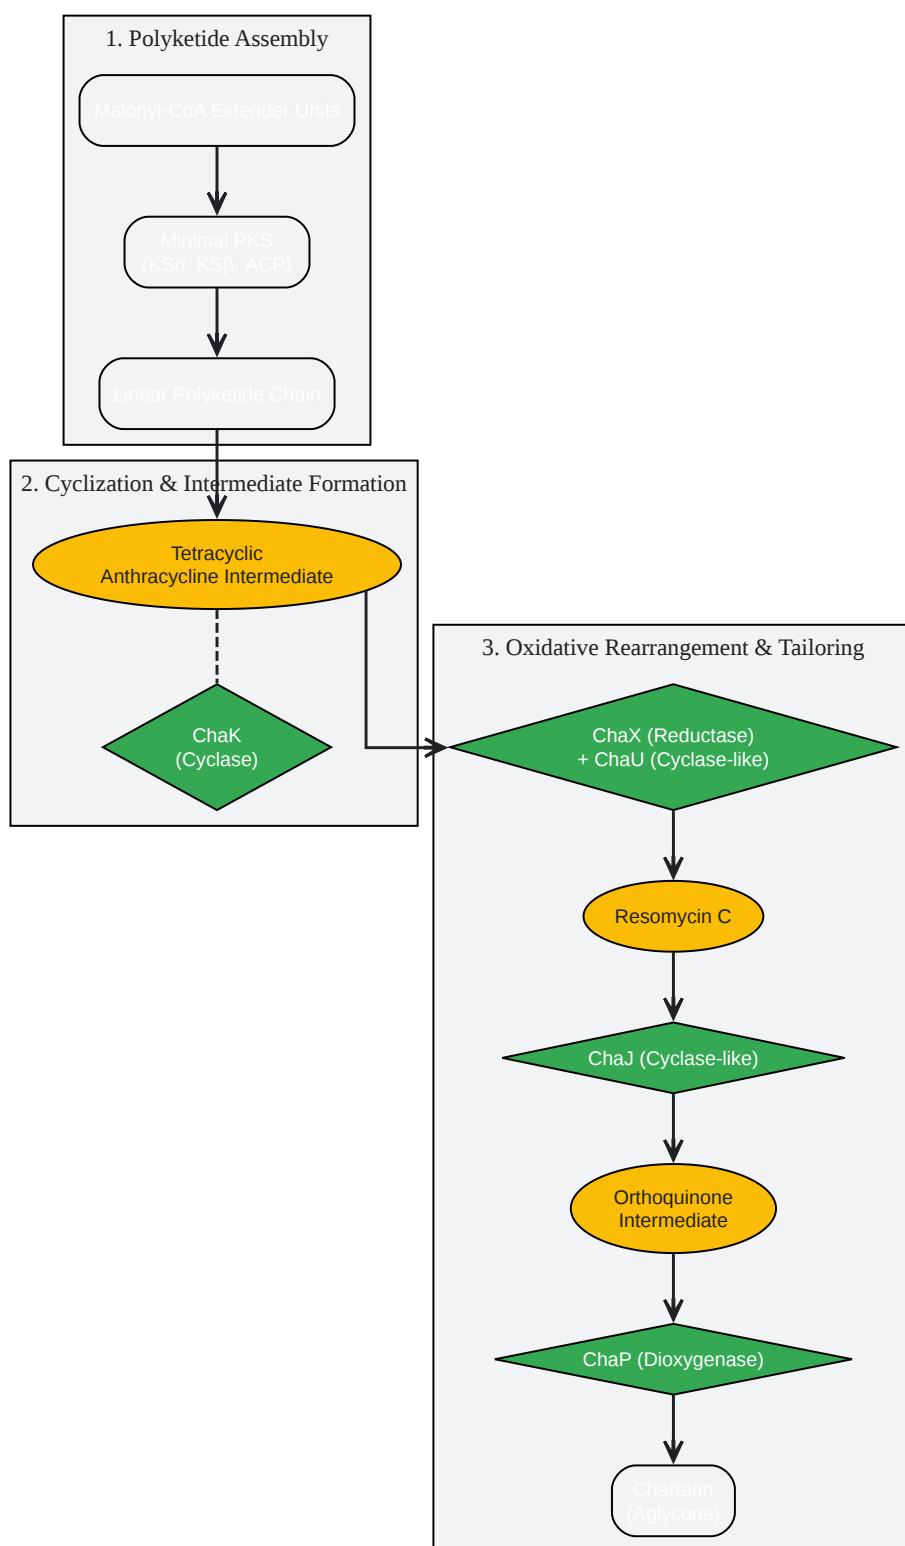 1. Polyketide Assembly
Malonyl-CoA Extender Units
Minimal PKS
(KSα, KSβ, ACP)
Linear Polyketide Chain
2. Cyclization & Intermediate Formation
Tetracyclic
Anthracycline Intermediate
ChaK
(Cyclase)
3. Oxidative Rearrangement & Tailoring
ChaX (Reductase)
+ ChaU (Cyclase-like)
Resomycin C
ChaJ (Cyclase-like)
Orthoquinone
Intermediate
ChaP (Dioxygenase)
Chartarin
(Aglycone)